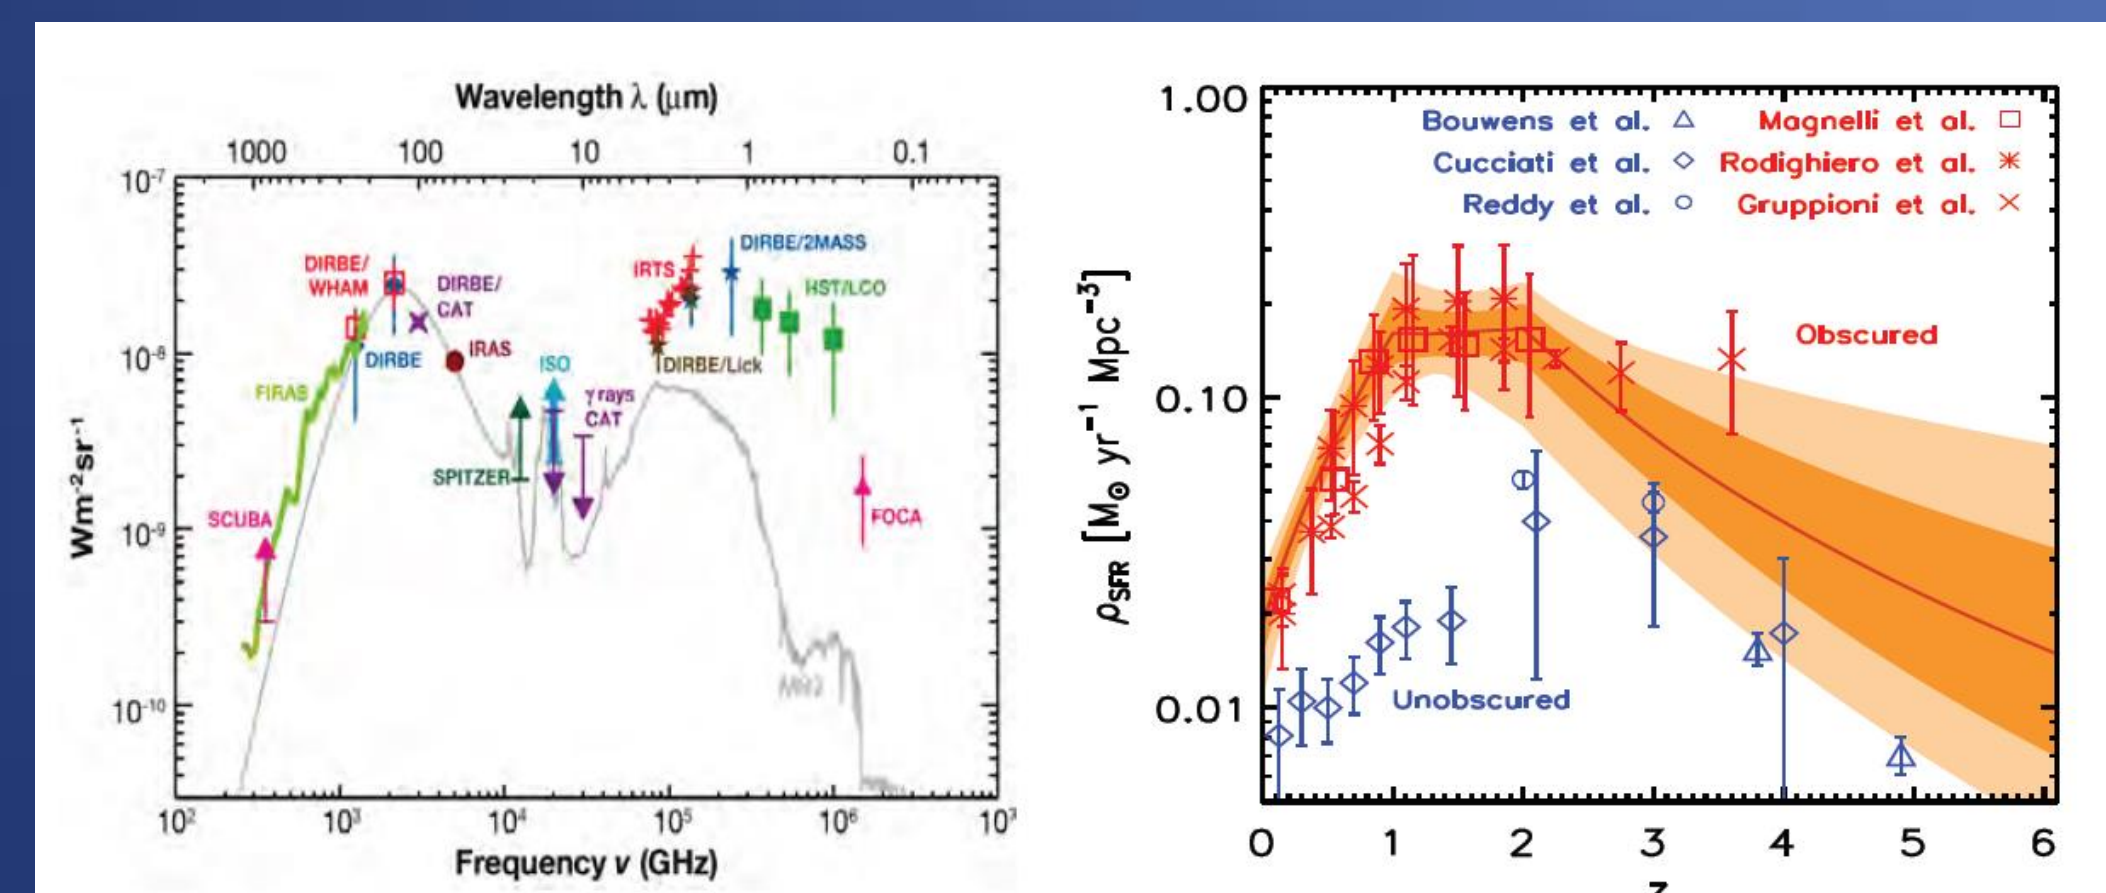 Wavelength λ (μm)
1000 100 10 1 0.1
10⁻⁷
10⁻⁸
10⁻⁹
10⁻¹⁰
Wm⁻²sr⁻¹
DIRBE/
WHAM
DIRBE/
CAT
DIRBE
IRAS
FIRAS
SCUBA
ISO
SPITZER
γ rays
CAT
IRTS
DIRBE/2MASS
HST/LCO
DIRBE/Lick
FOCA
M82
10² 10³ 10⁴ 10⁵ 10⁶ 10⁷
Frequency ν (GHz)
1.00
0.10
0.01
ρSFR [M⊙ yr⁻¹ Mpc⁻³]
Bouwens et al. Magnelli et al.
Cucciati et al. Rodighiero et al.
Reddy et al. Gruppioni et al.
Obscured
Unobscured
0 1 2 3 4 5 6